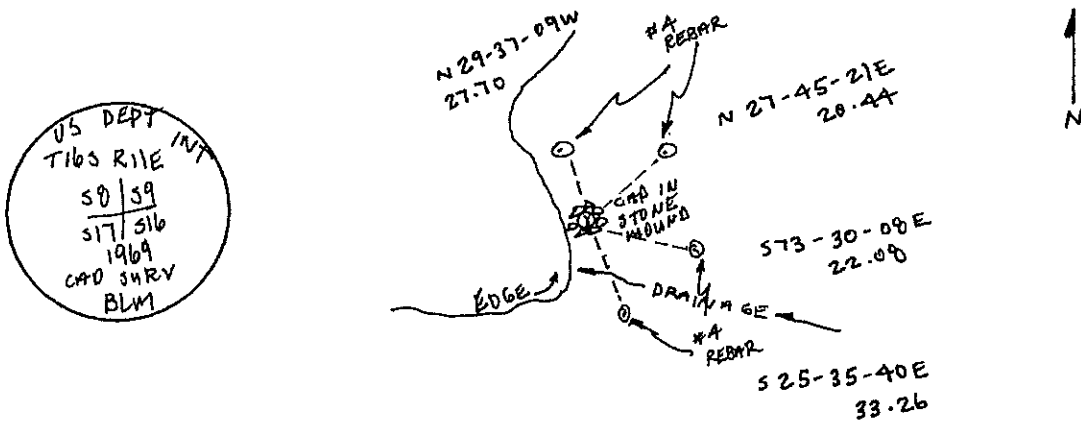 US DEPT INT
T16S R11E
S8 | S9
S17 | S16
1969
CAD SURV
BLM
N 29-37-09W
27.70
#4
REBAR
N 27-45-21E
20.44
CAP IN
STONE
MOUND
S73-30-08E
22.08
EDGE
DRAINAGE
#4
REBAR
S 25-35-40E
33.26
N